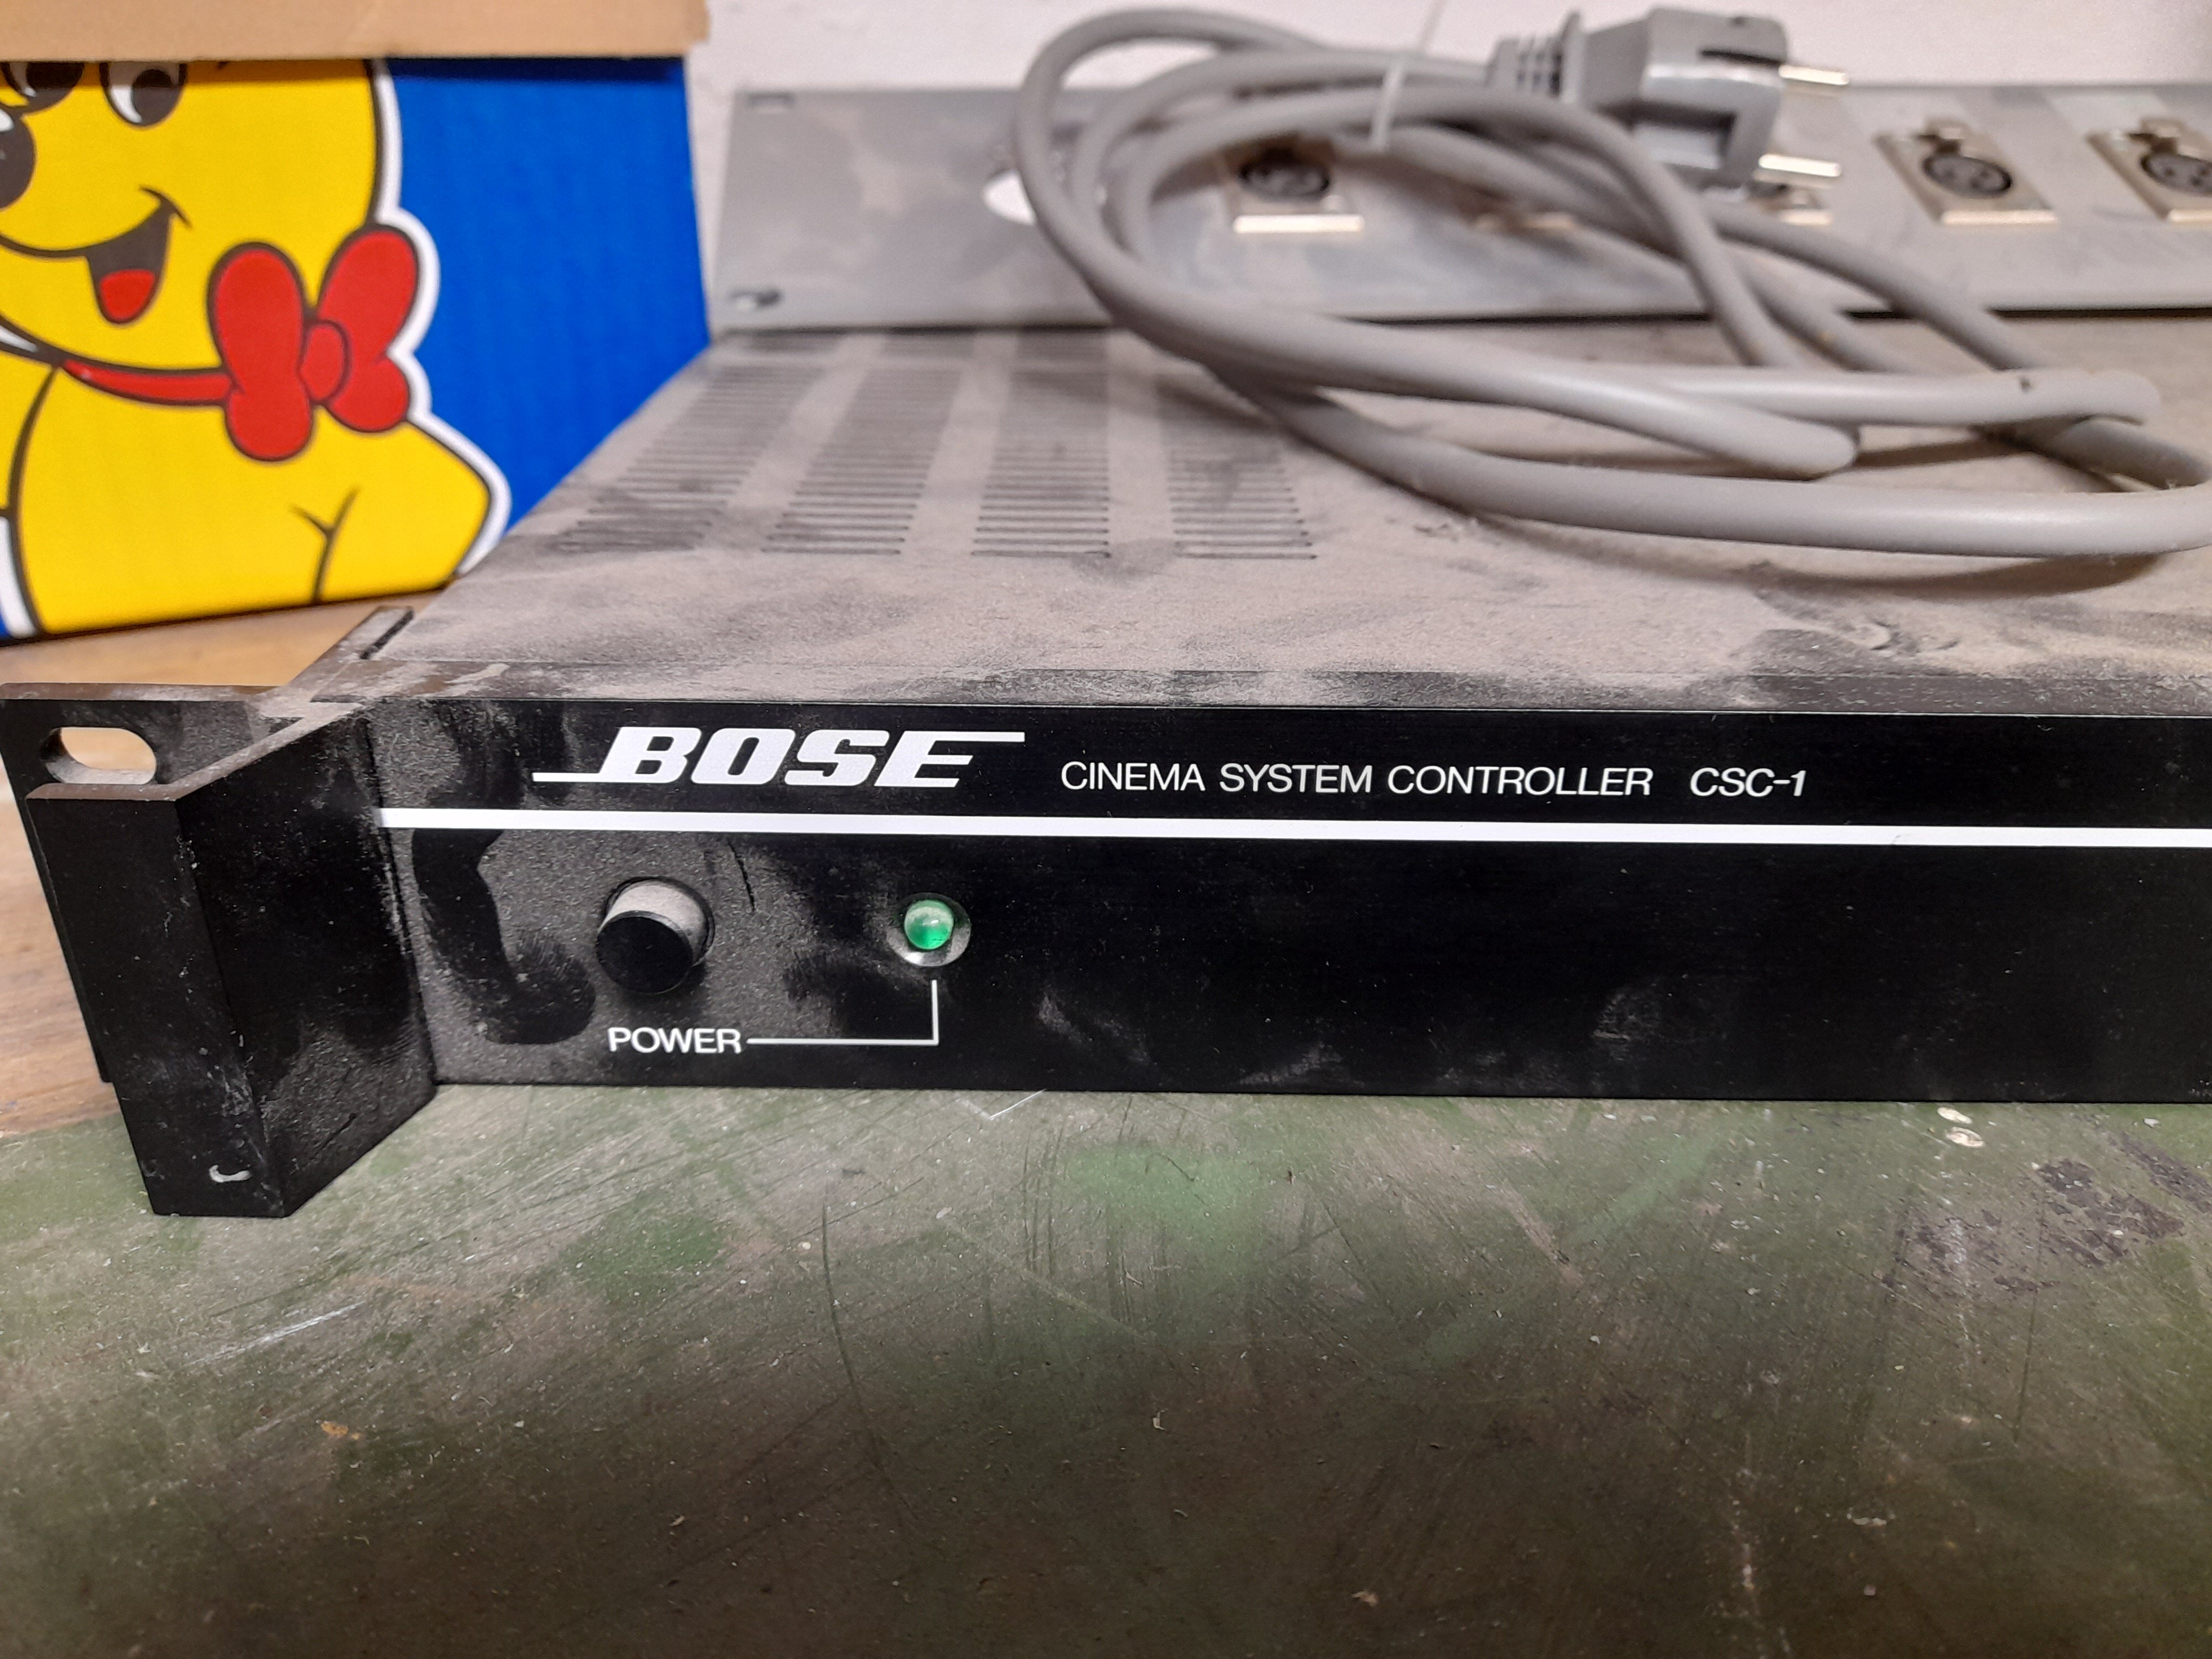 BOSE CINEMA SYSTEM CONTROLLER CSC-1
POWER